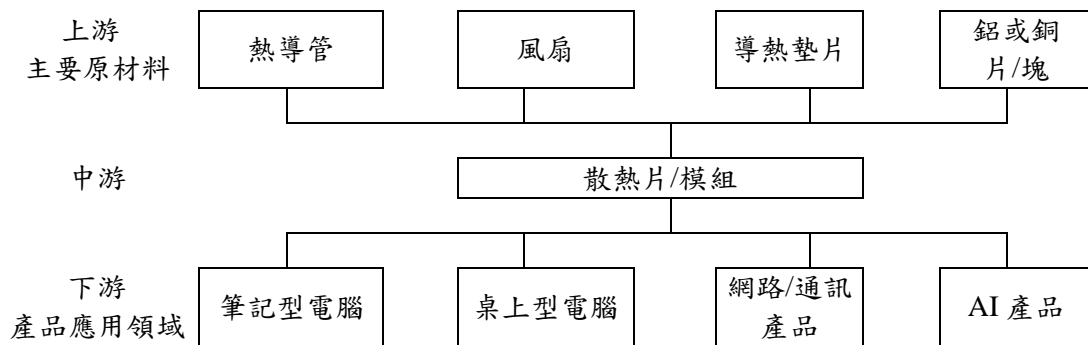 上游
主要原材料
熱導管
風扇
導熱墊片
鋁或銅
片/塊
中游
散熱片/模組
下游
產品應用領域
筆記型電腦
桌上型電腦
網路/通訊
產品
AI 產品